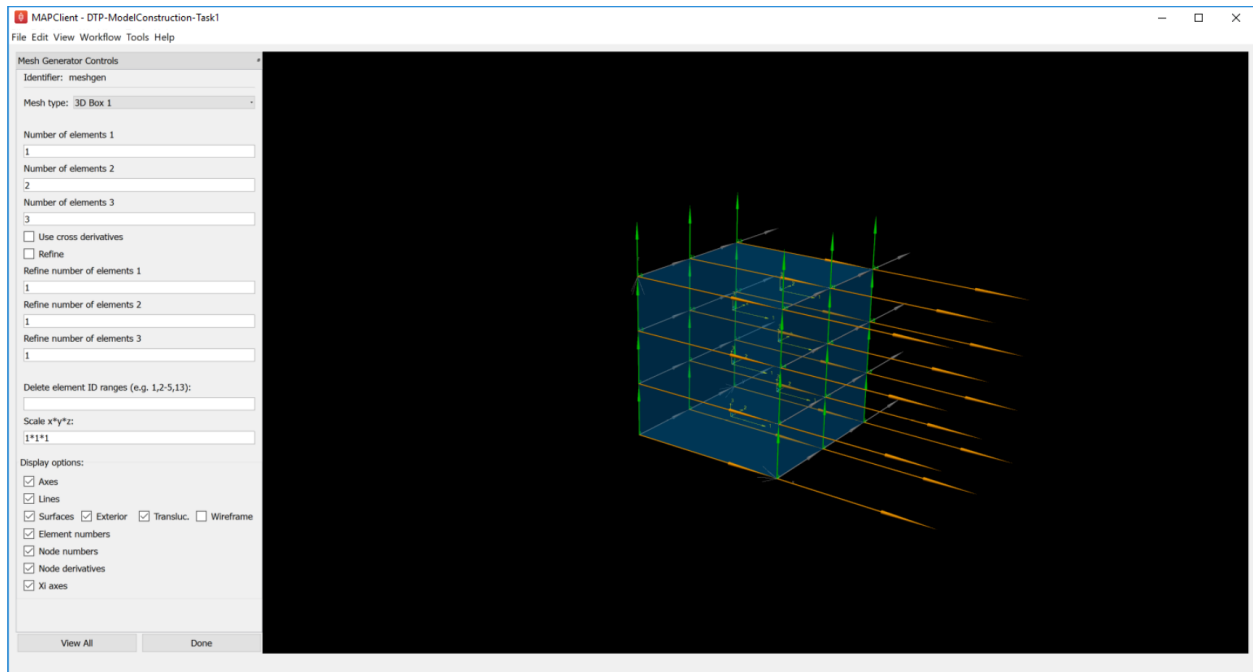 MAPClient - DTP-ModelConstruction-Task1
File Edit View Workflow Tools Help
Mesh Generator Controls
Identifier: meshgen
Mesh type: 3D Box 1
Number of elements 1
1
Number of elements 2
2
Number of elements 3
3
Use cross derivatives
Refine
Refine number of elements 1
1
Refine number of elements 2
1
Refine number of elements 3
1
Delete element ID ranges (e.g. 1,2-5,13):
Scale x*y*z:
1*1*1
Display options:
Axes
Lines
Surfaces Exterior Transluc. Wireframe
Element numbers
Node numbers
Node derivatives
Xi axes
View All Done